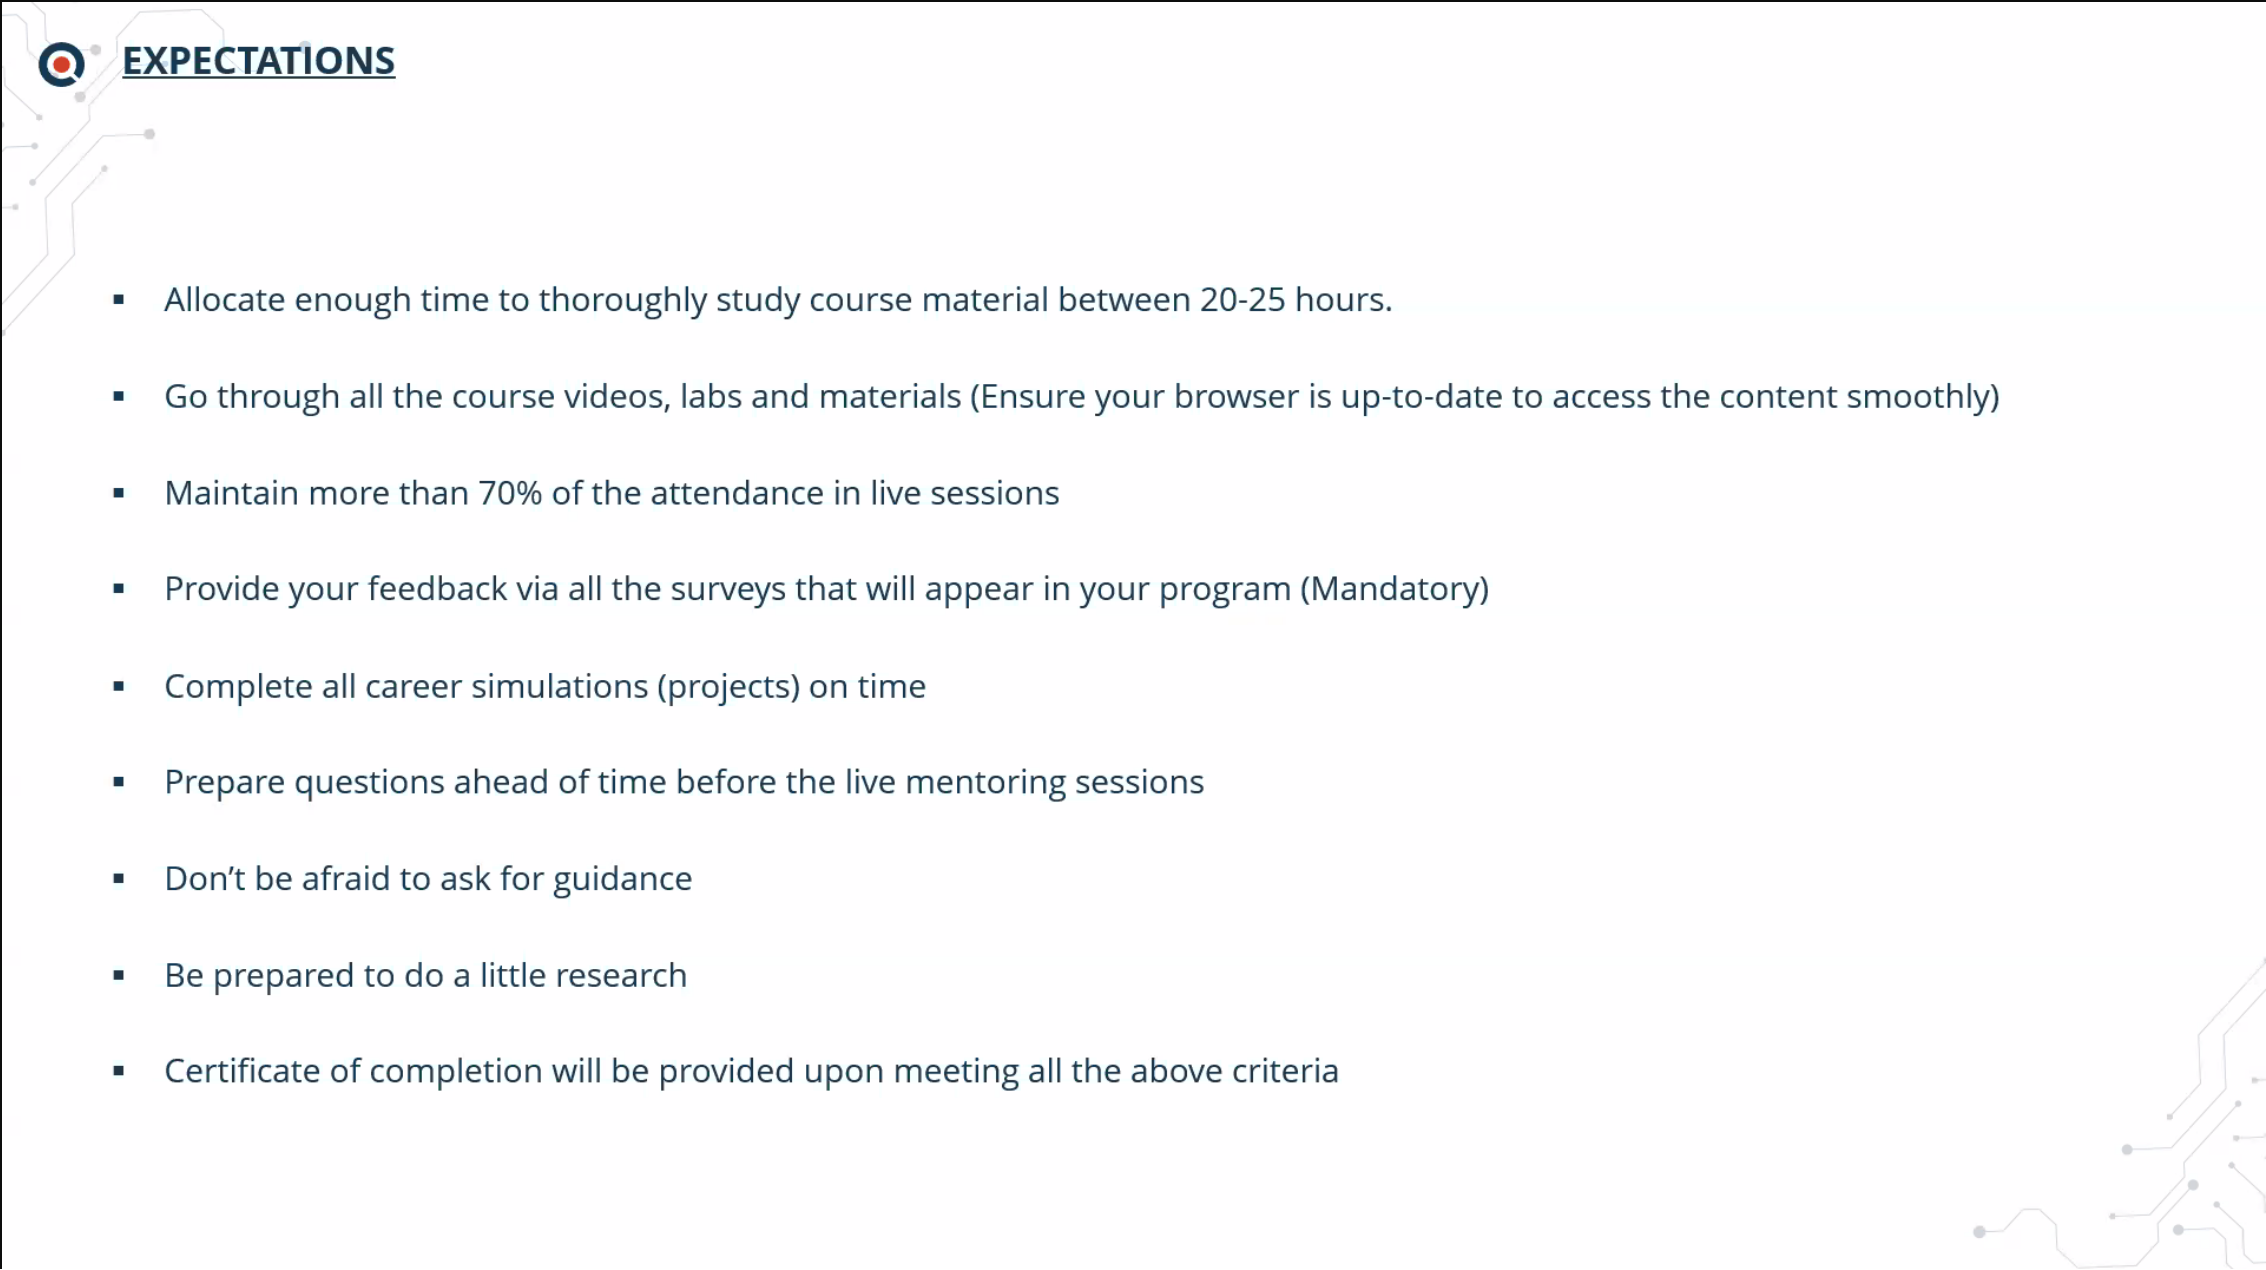 EXPECTATIONS
▪ Allocate enough time to thoroughly study course material between 20-25 hours.
▪ Go through all the course videos, labs and materials (Ensure your browser is up-to-date to access the content smoothly)
▪ Maintain more than 70% of the attendance in live sessions
▪ Provide your feedback via all the surveys that will appear in your program (Mandatory)
▪ Complete all career simulations (projects) on time
▪ Prepare questions ahead of time before the live mentoring sessions
▪ Don’t be afraid to ask for guidance
▪ Be prepared to do a little research
▪ Certificate of completion will be provided upon meeting all the above criteria